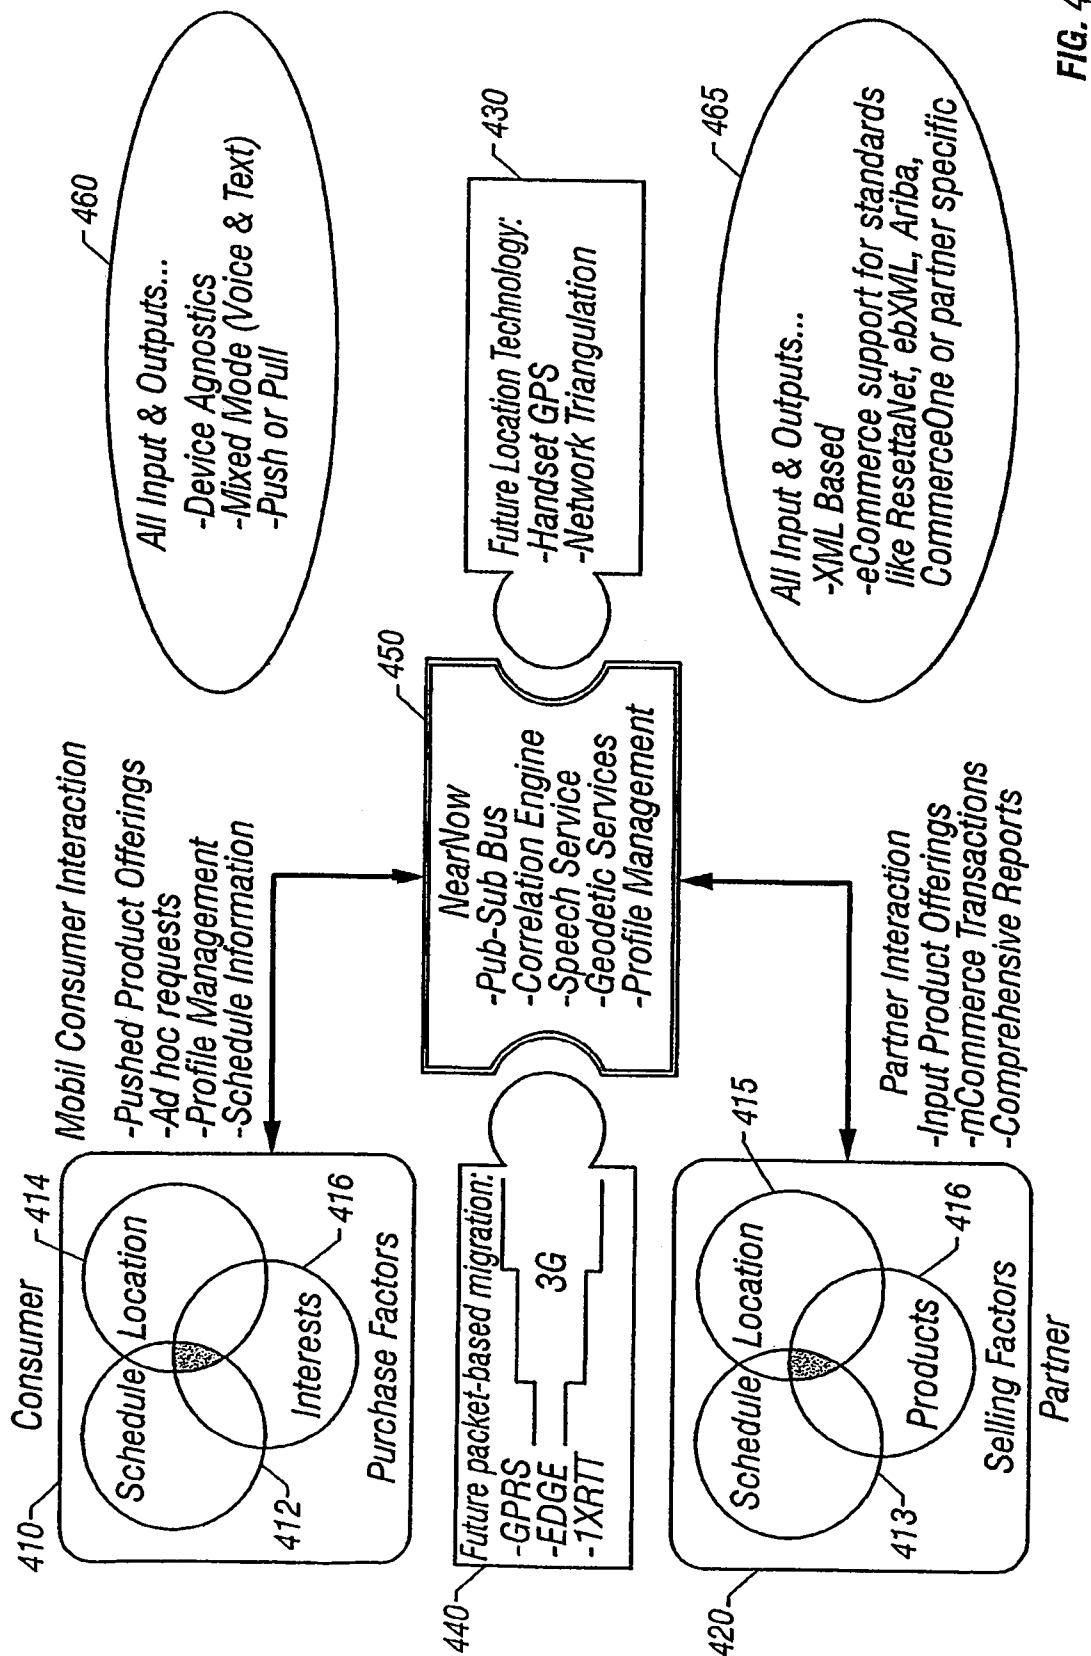 Consumer
410
Schedule
Location
414
Interests
416
412
Purchase Factors
Mobil Consumer Interaction
-Pushed Product Offerings
-Ad hoc requests
-Profile Management
-Schedule Information
460
All Input & Outputs...
-Device Agnostics
-Mixed Mode (Voice & Text)
-Push or Pull
440
Future packet-based migration:
-GPRS
-EDGE
-1XRTT
3G
450
NearNow
-Pub-Sub Bus
-Correlation Engine
-Speech Service
-Geodetic Services
-Profile Management
430
Future Location Technology:
-Handset GPS
-Network Triangulation
420
Schedule
Location
415
Products
416
413
Selling Factors
Partner
Partner Interaction
-Input Product Offerings
-mCommerce Transactions
-Comprehensive Reports
465
All Input & Outputs...
-XML Based
-eCommerce support for standards
like ResettaNet, ebXML, Ariba,
CommerceOne or partner specific
FIG. 4